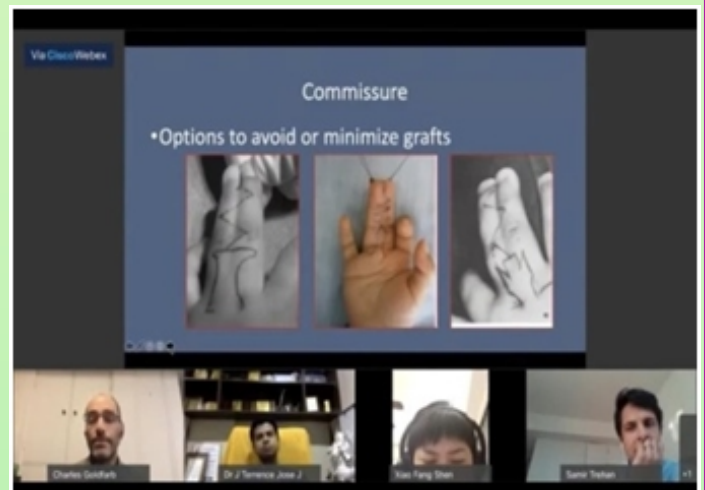 Via Cisco Webex
Commissure
•Options to avoid or minimize grafts
Charles Goldfarb
Dr J Terrence Jose J
Xiao Fang Shen
Samir Trehan
+1